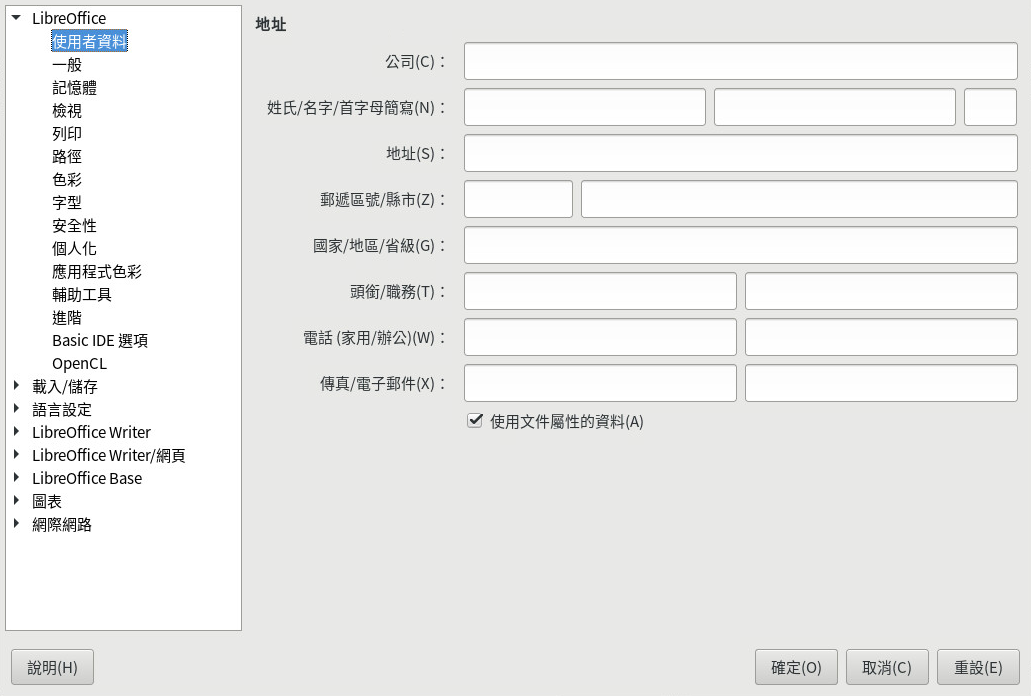 LibreOffice
使用者資料
一般
記憶體
檢視
列印
路徑
色彩
字型
安全性
個人化
應用程式色彩
輔助工具
進階
Basic IDE 選項
OpenCL
載入/儲存
語言設定
LibreOffice Writer
LibreOffice Writer/網頁
LibreOffice Base
圖表
網際網路
地址
公司(C)：
姓氏/名字/首字母簡寫(N)：
地址(S)：
郵遞區號/縣市(Z)：
國家/地區/省級(G)：
頭銜/職務(T)：
電話 (家用/辦公)(W)：
傳真/電子郵件(X)：
使用文件屬性的資料(A)
說明(H)
確定(O)
取消(C)
重設(E)